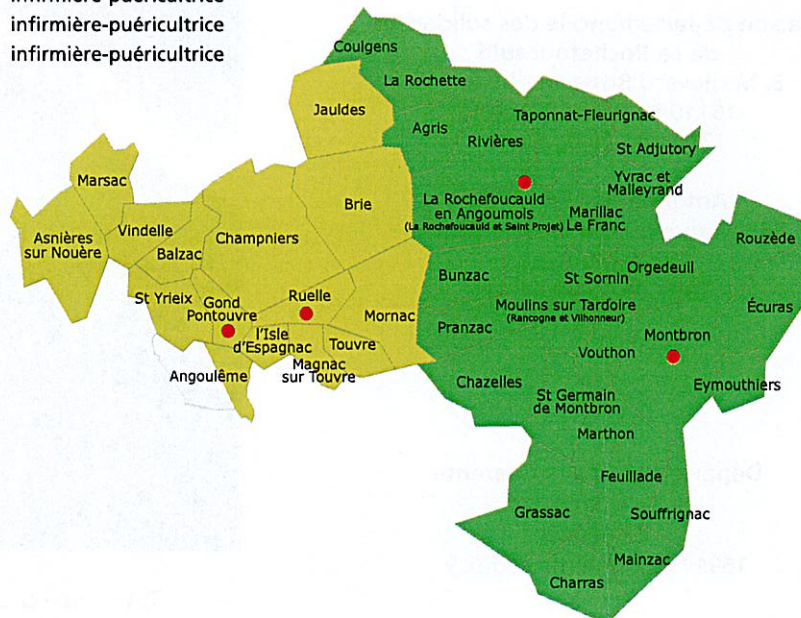 infirmière-puéricultrice
infirmière-puéricultrice
infirmière-puéricultrice
Coulgens
La Rochette
Jauldes
Agris
Taponnat-Fleurignac
Rivières
St Adjutory
Marsac
Yvrac et
Malleyrand
Brie
La Rochefoucauld
en Angoumois
(La Rochefoucauld et Saint Projet)
Marillac
Le Franc
Asnières
sur Nouère
Vindelle
Balzac
Champniers
Rouzède
Bunzac
St Sornin
Orgedeuil
St Yrieix
Gond
Pontouvre
Ruelle
Mornac
Moulins sur Tardoire
(Rancogne et Vilhonneur)
Écuras
Pranzac
Montbron
l'Isle
d'Espagnac
Touvre
Vouthon
Magnac
sur Touvre
Angoulême
Chazelles
Eymouthiers
St Germain
de Montbron
Marthon
Feuillade
Grassac
Souffrignac
Mainzac
Charras